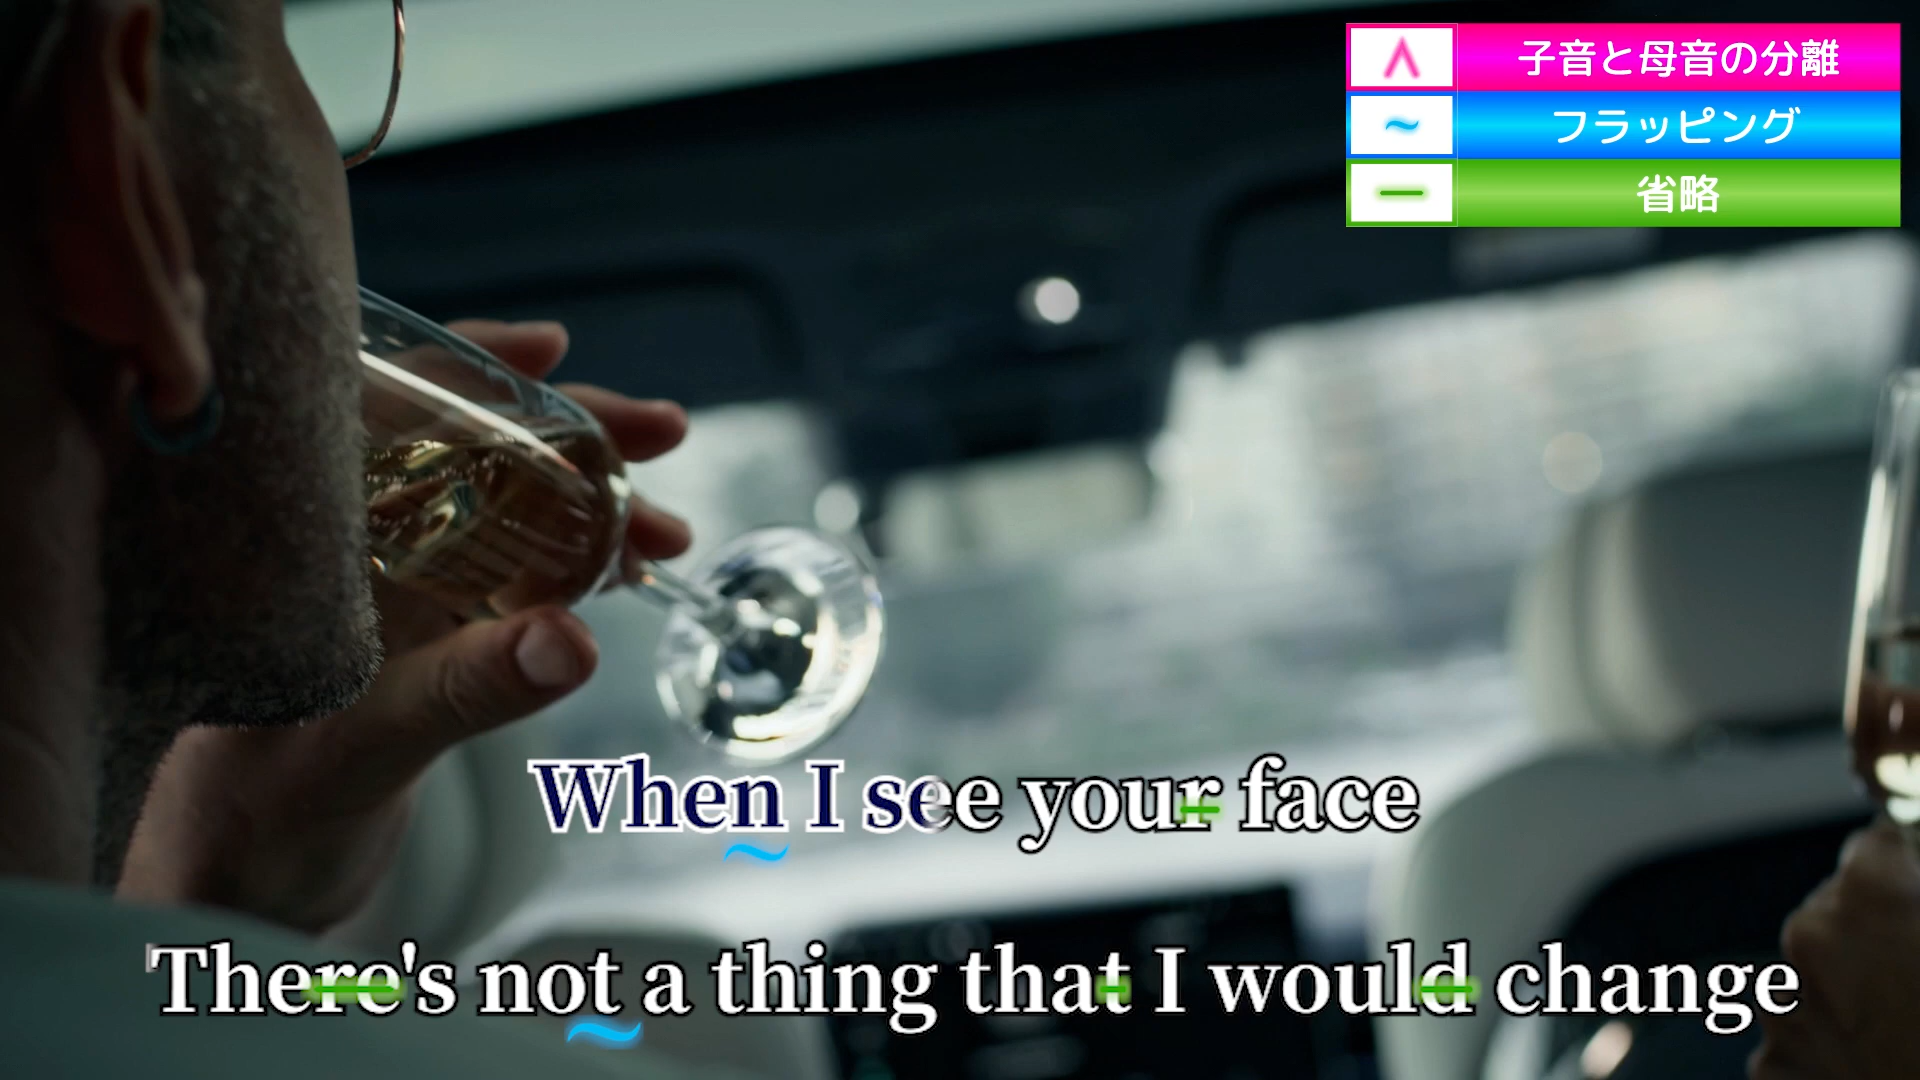 ∧ 子音と母音の分離
~ フラッピング
— 省略
When I see your face
There's not a thing that I would change